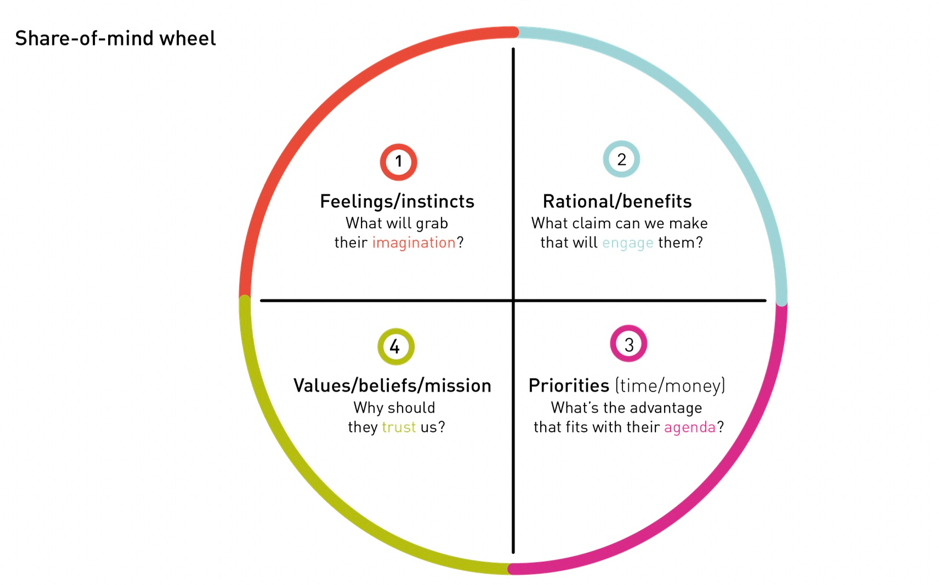 Share-of-mind wheel
1
Feelings/instincts
What will grab
their imagination?
2
Rational/benefits
What claim can we make
that will engage them?
4
Values/beliefs/mission
Why should
they trust us?
3
Priorities (time/money)
What's the advantage
that fits with their agenda?